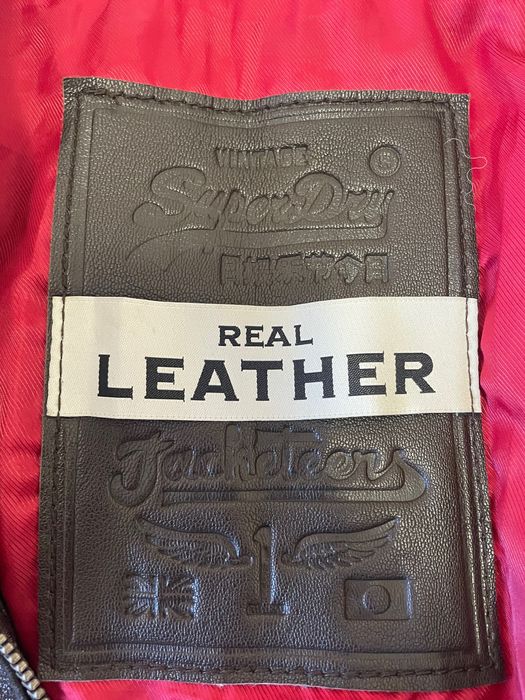 VINTAGE
SuperDry
REAL
LEATHER
Jacketeers
1